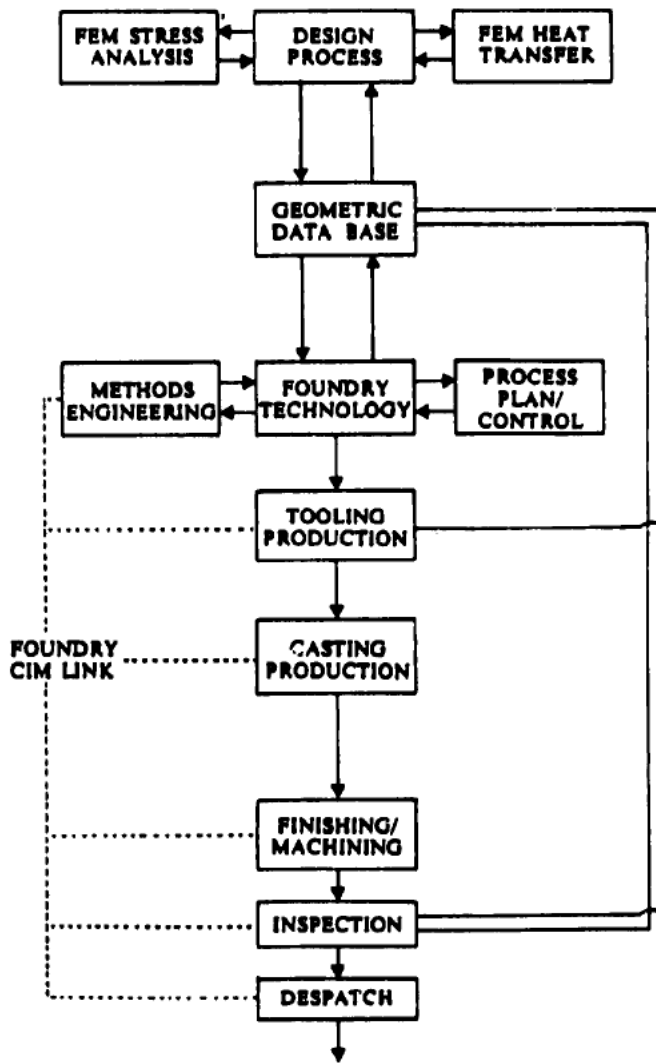 FEM STRESS
ANALYSIS
DESIGN
PROCESS
FEM HEAT
TRANSFER
GEOMETRIC
DATA BASE
METHODS
ENGINEERING
FOUNDRY
TECHNOLOGY
PROCESS
PLAN/
CONTROL
TOOLING
PRODUCTION
FOUNDRY
CIM LINK
CASTING
PRODUCTION
FINISHING/
MACHINING
INSPECTION
DESPATCH